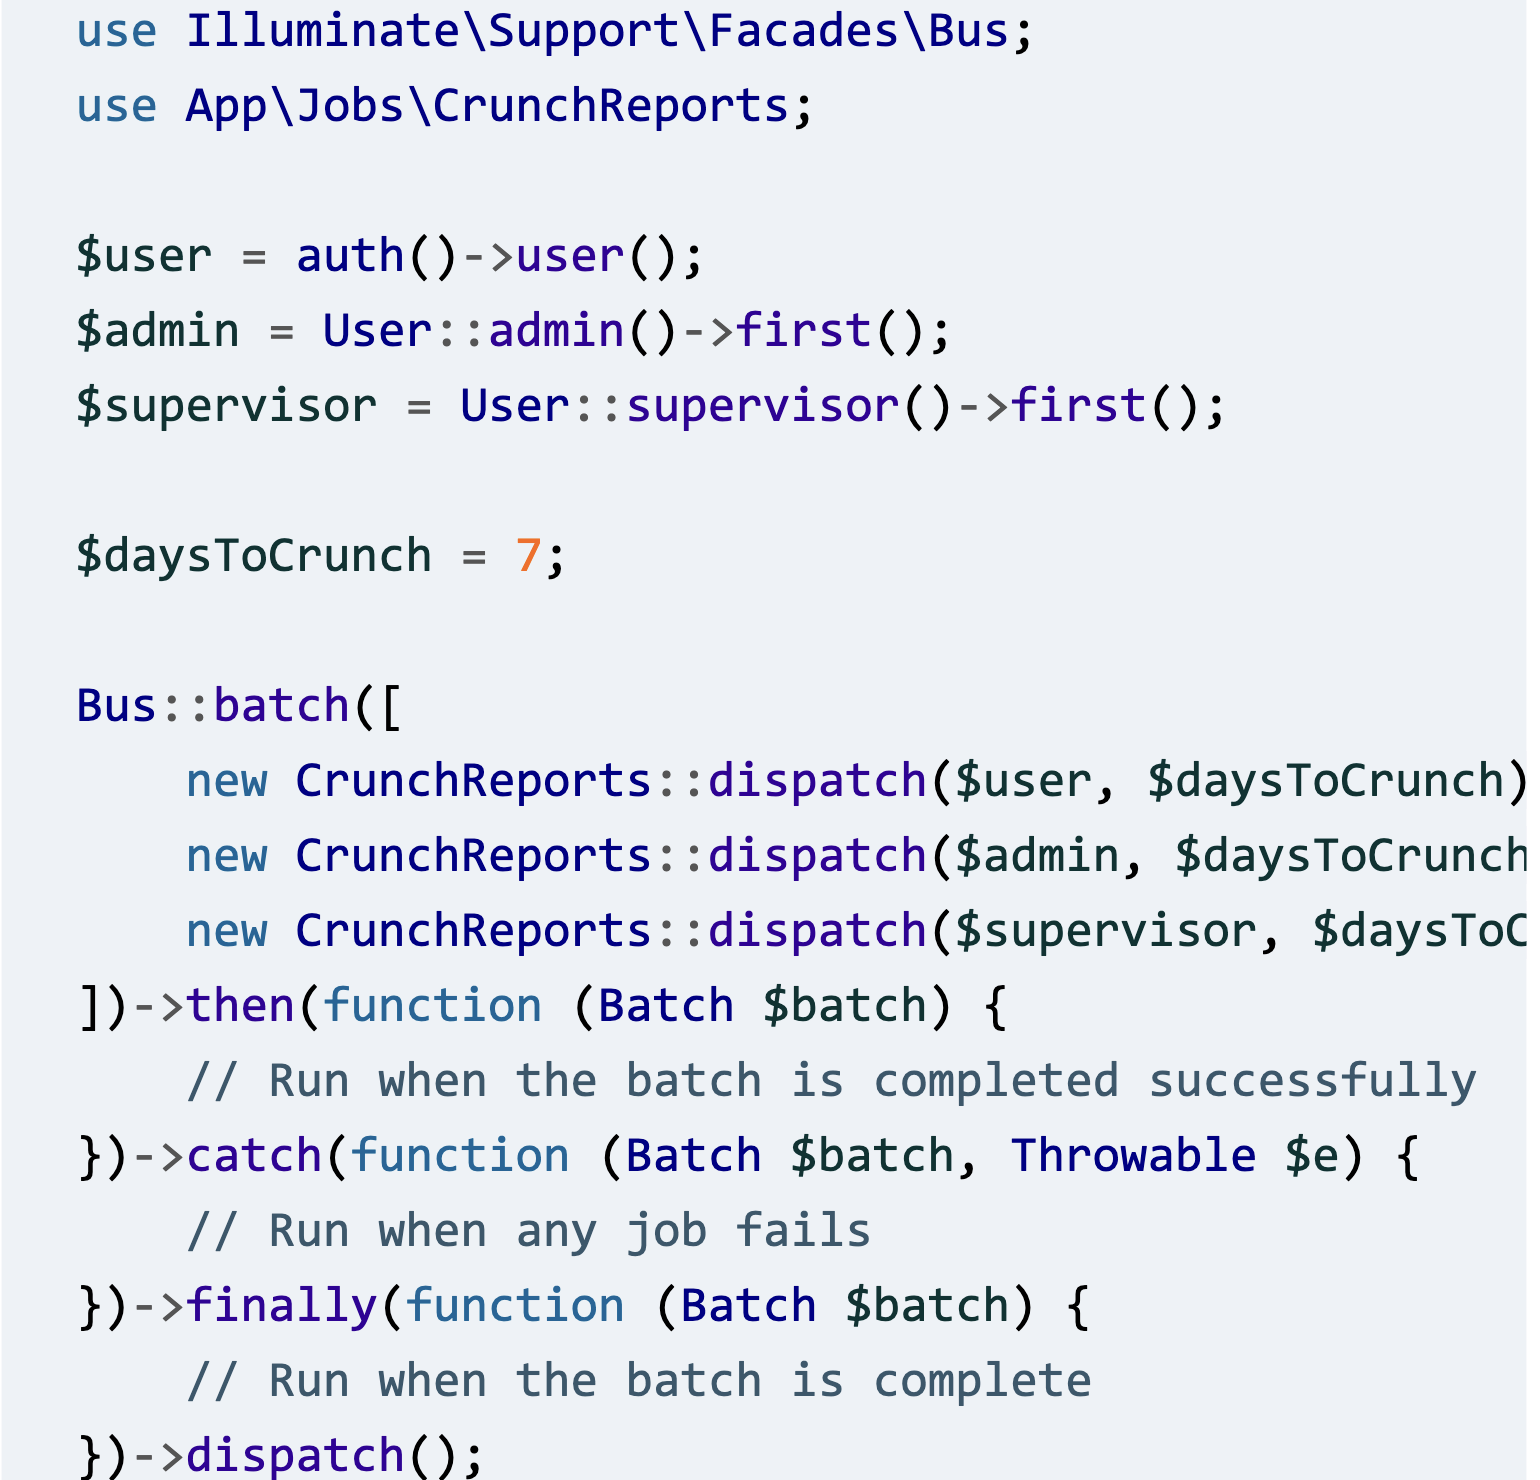 use Illuminate\Support\Facades\Bus;
use App\Jobs\CrunchReports;
$user = auth()->user();
$admin = User::admin()->first();
$supervisor = User::supervisor()->first();
$daysToCrunch = 7;
Bus::batch([
    new CrunchReports::dispatch($user, $daysToCrunch)
    new CrunchReports::dispatch($admin, $daysToCrunch
    new CrunchReports::dispatch($supervisor, $daysToC
])->then(function (Batch $batch) {
    // Run when the batch is completed successfully
})->catch(function (Batch $batch, Throwable $e) {
    // Run when any job fails
})->finally(function (Batch $batch) {
    // Run when the batch is complete
})->dispatch();